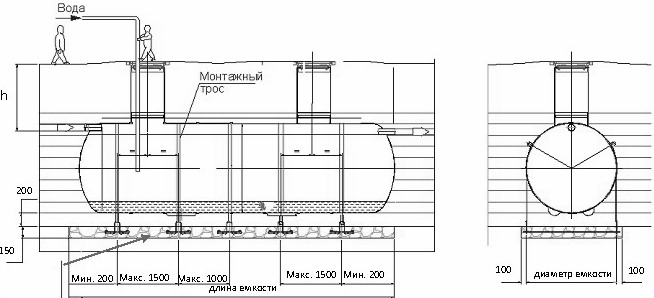 Вода
Монтажный
трос
h
200
150
Мин. 200
Макс. 1500
Макс. 1000
Макс. 1500
Мин. 200
длина емкости
100
диаметр емкости
100